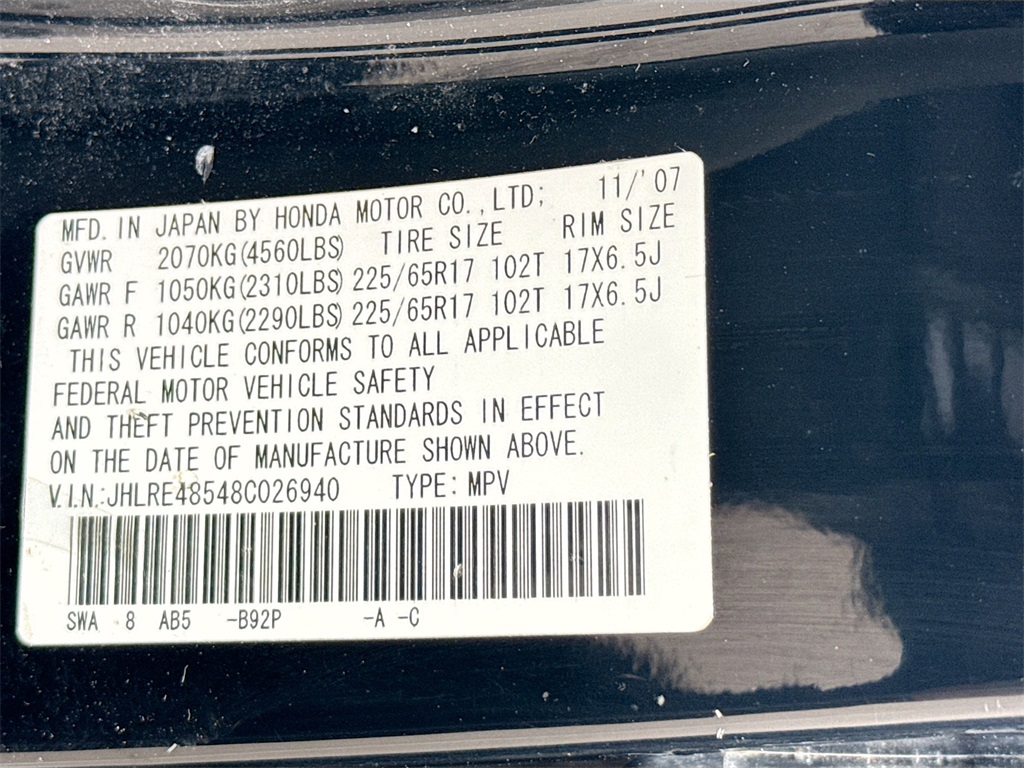 MFD. IN JAPAN BY HONDA MOTOR CO.,LTD; 11/'07
GVWR 2070KG(4560LBS) TIRE SIZE RIM SIZE
GAWR F 1050KG(2310LBS) 225/65R17 102T 17X6.5J
GAWR R 1040KG(2290LBS) 225/65R17 102T 17X6.5J
THIS VEHICLE CONFORMS TO ALL APPLICABLE
FEDERAL MOTOR VEHICLE SAFETY
AND THEFT PREVENTION STANDARDS IN EFFECT
ON THE DATE OF MANUFACTURE SHOWN ABOVE.
V.I.N.:JHLRE48548C026940 TYPE: MPV
SWA 8 AB5 -B92P -A -C